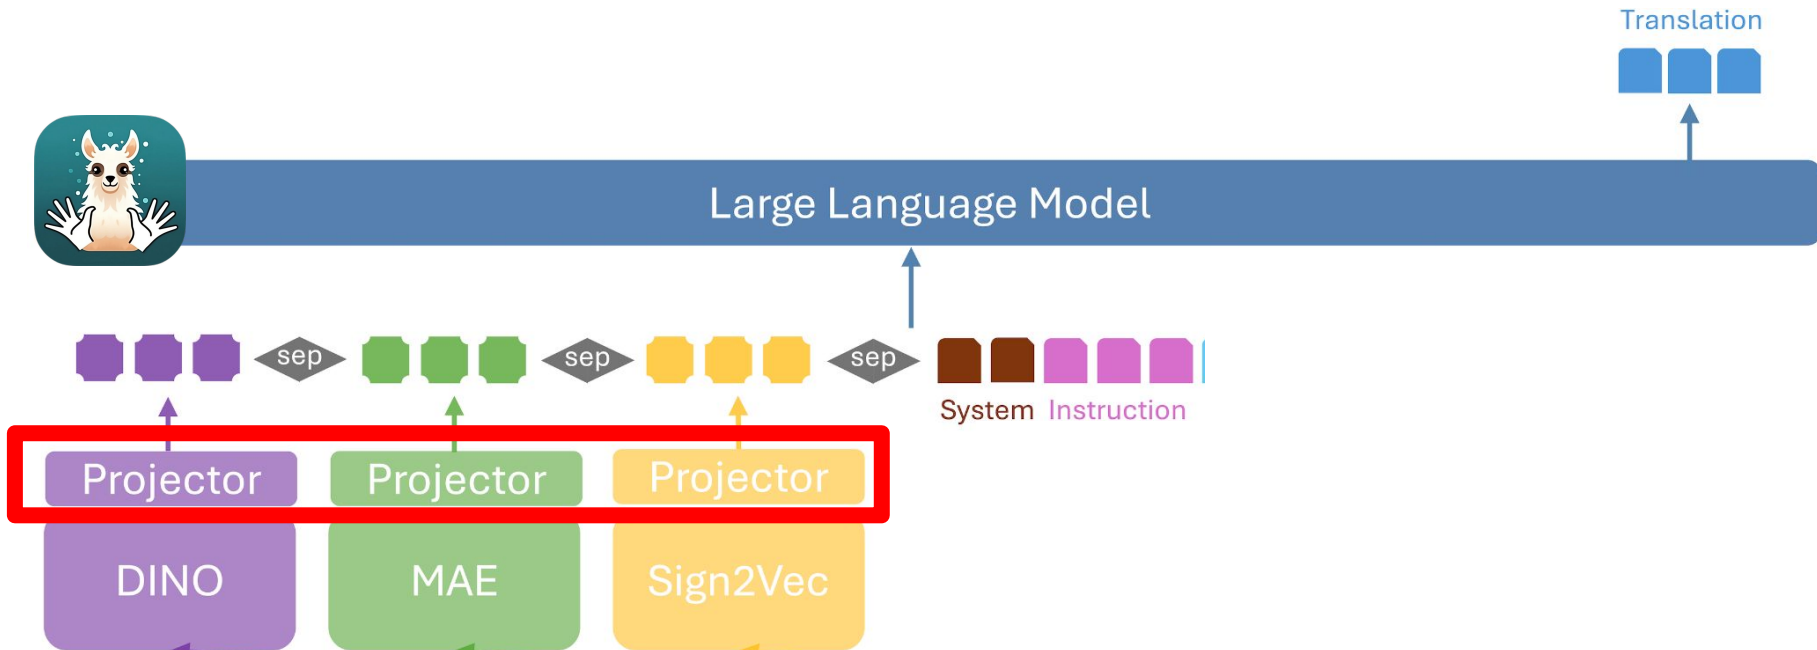 Translation
Large Language Model
sep sep sep
System Instruction
Projector Projector Projector
DINO MAE Sign2Vec